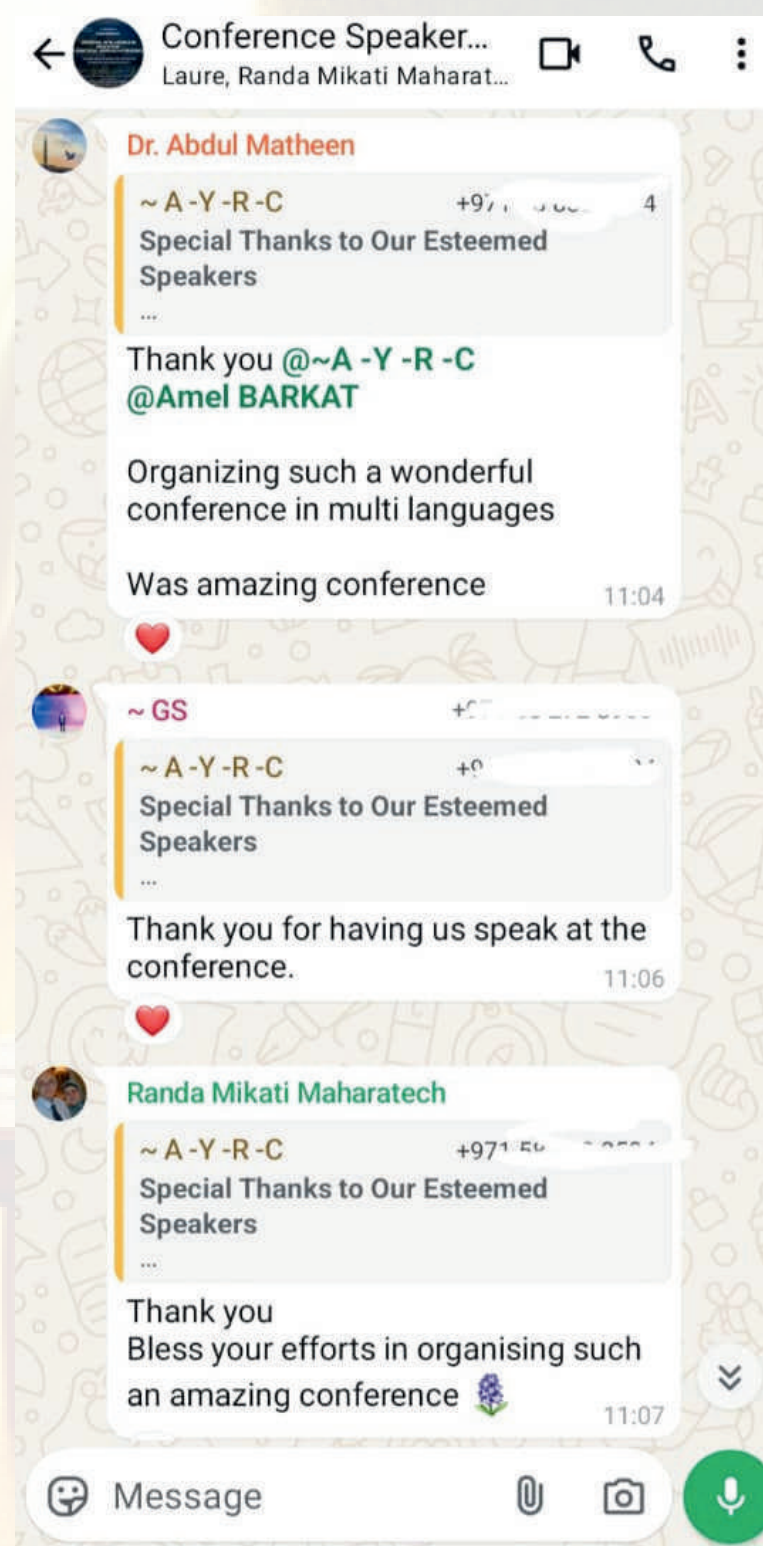 Conference Speaker...
Laure, Randa Mikati Maharat...
Dr. Abdul Matheen
~ A -Y -R -C 4
Special Thanks to Our Esteemed
Speakers
...
Thank you @~A -Y -R -C
@Amel BARKAT
Organizing such a wonderful
conference in multi languages
Was amazing conference
11:04
~ GS
~ A -Y -R -C
Special Thanks to Our Esteemed
Speakers
...
Thank you for having us speak at the
conference.
11:06
Randa Mikati Maharatech
~ A -Y -R -C +971
Special Thanks to Our Esteemed
Speakers
...
Thank you
Bless your efforts in organising such
an amazing conference
11:07
Message